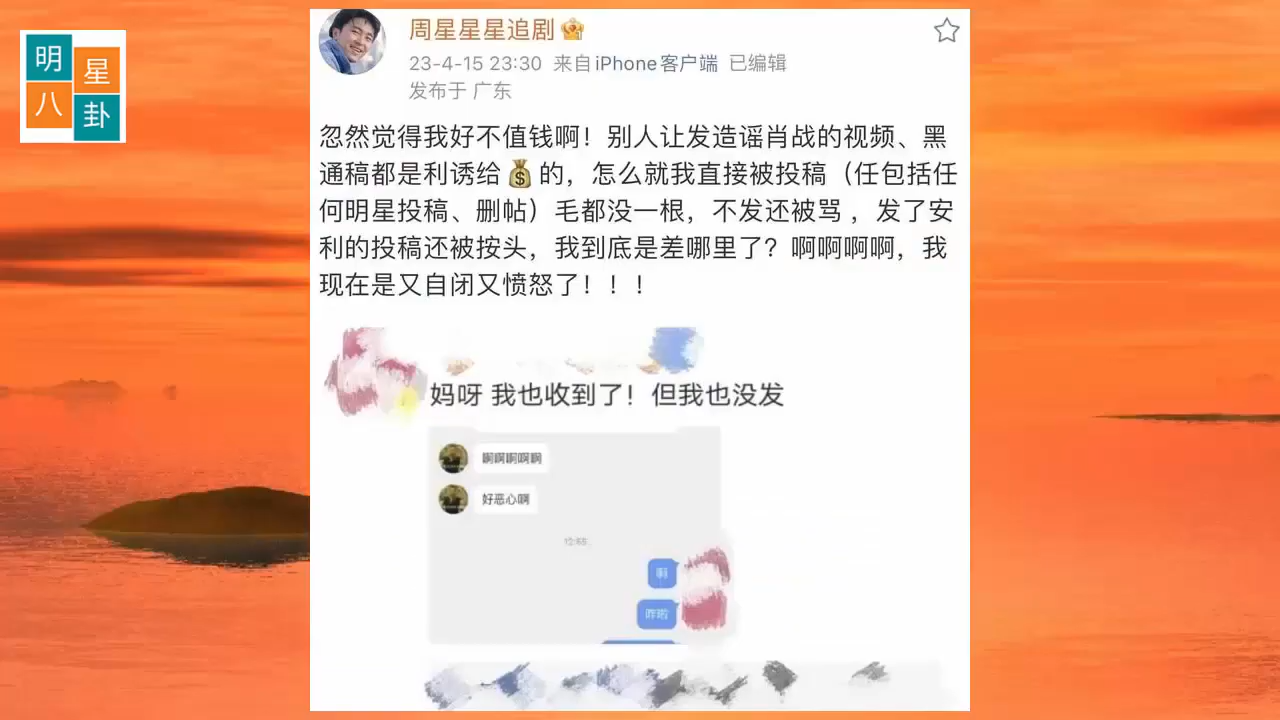 明
星
八
卦
周星星星追剧
23-4-15 23:30 来自 iPhone客户端 已编辑
发布于 广东
忽然觉得我好不值钱啊！别人让发造谣肖战的视频、黑
通稿都是利诱给💰的，怎么就我直接被投稿（任包括任
何明星投稿、删帖）毛都没一根，不发还被骂 ，发了安
利的投稿还被按头，我到底是差哪里了？啊啊啊啊，我
现在是又自闭又愤怒了！！！
妈呀 我也收到了！但我也没发
啊啊啊啊啊
好恶心啊
啊
咋啦